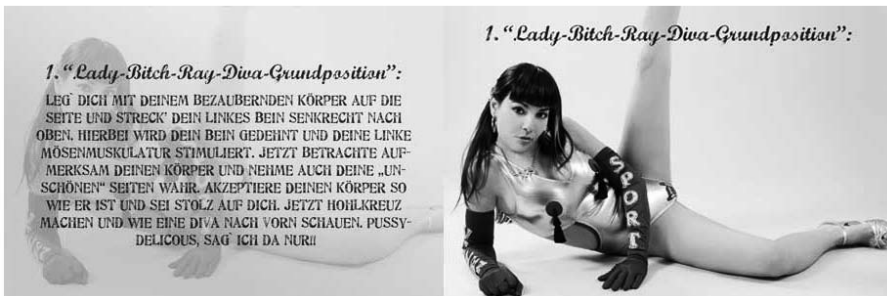 1. “Lady-Bitch-Ray-Diva-Grundposition”:
LEG` DICH MIT DEINEM BEZAUBERNDEN KÖRPER AUF DIE
SEITE UND STRECK’ DEIN LINKES BEIN SENKRECHT NACH
OBEN. HIERBEI WIRD DEIN BEIN GEDEHNT UND DEINE LINKE
MÖSENMUSKULATUR STIMULIERT. JETZT BETRACHTE AUF-
MERKSAM DEINEN KÖRPER UND NEHME AUCH DEINE „UN-
SCHÖNEN“ SEITEN WAHR. AKZEPTIERE DEINEN KÖRPER SO
WIE ER IST UND SEI STOLZ AUF DICH. JETZT HOHLKREUZ
MACHEN UND WIE EINE DIVA NACH VORN SCHAUEN. PUSSY-
DELICOUS, SAG` ICH DA NUR!!
1. “Lady-Bitch-Ray-Diva-Grundposition”:
SPORT